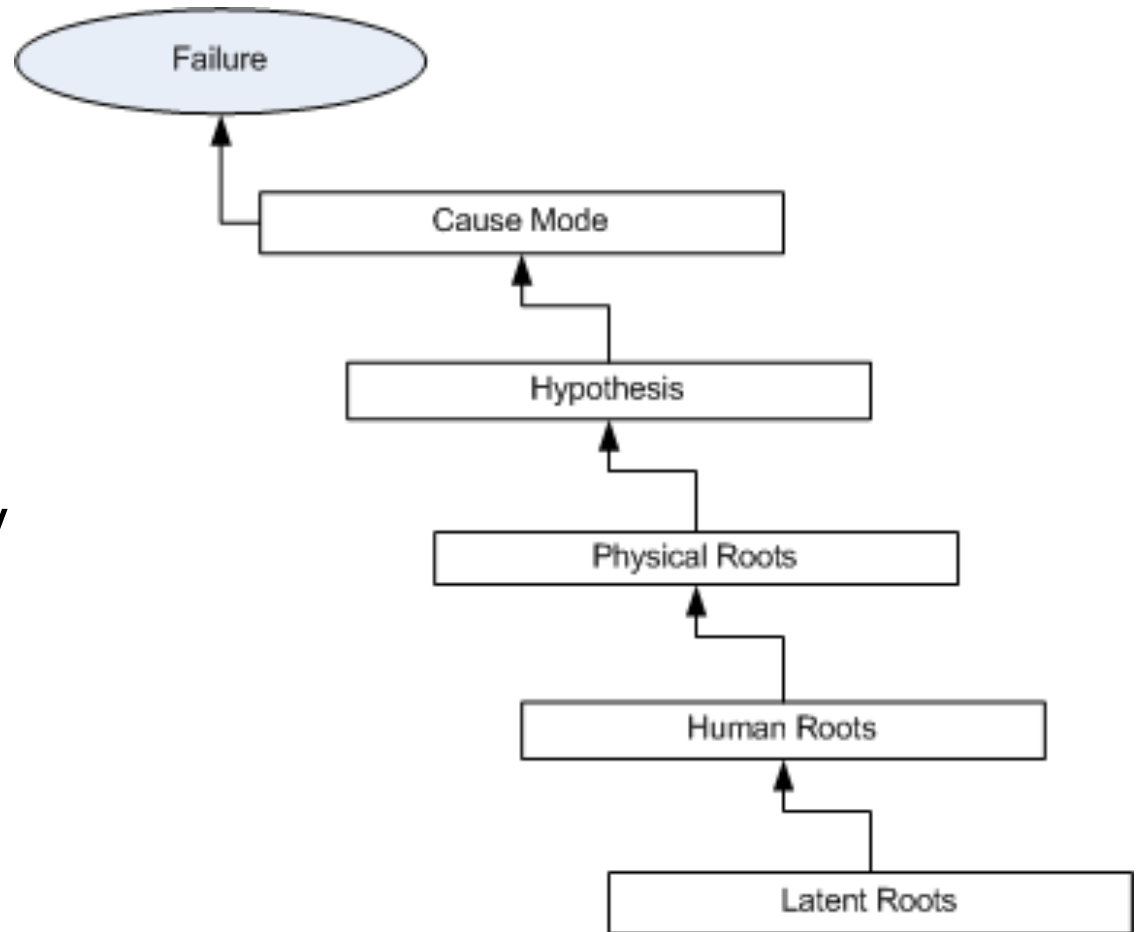 Failure
Cause Mode
Hypothesis
Physical Roots
Human Roots
Latent Roots